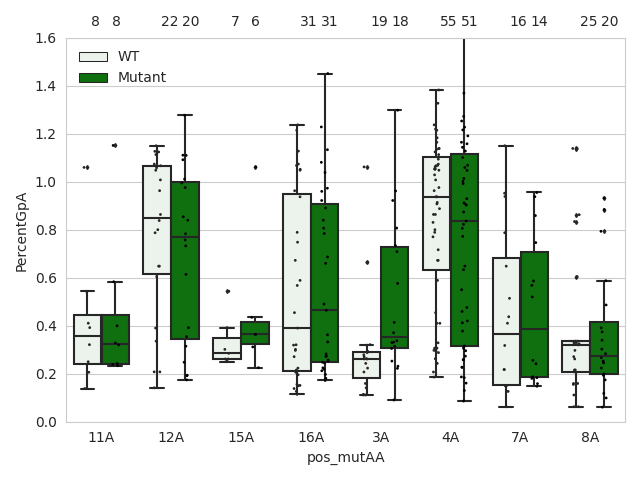 8 8 22 20 7 6 31 31 19 18 55 51 16 14 25 20
1.6
WT
Mutant
1.4
1.2
1.0
0.8
0.6
0.4
0.2
0.0
PercentGpA
11A 12A 15A 16A 3A 4A 7A 8A
pos_mutAA